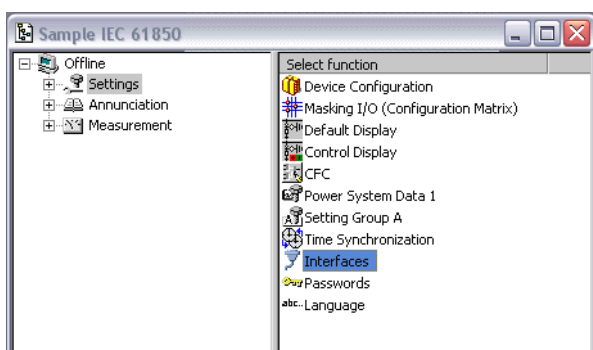 Sample IEC 61850
Offline
Settings
Annunciation
Measurement
Select function
Device Configuration
Masking I/O (Configuration Matrix)
Default Display
Control Display
CFC
Power System Data 1
Setting Group A
Time Synchronization
Interfaces
Passwords
abc.. Language